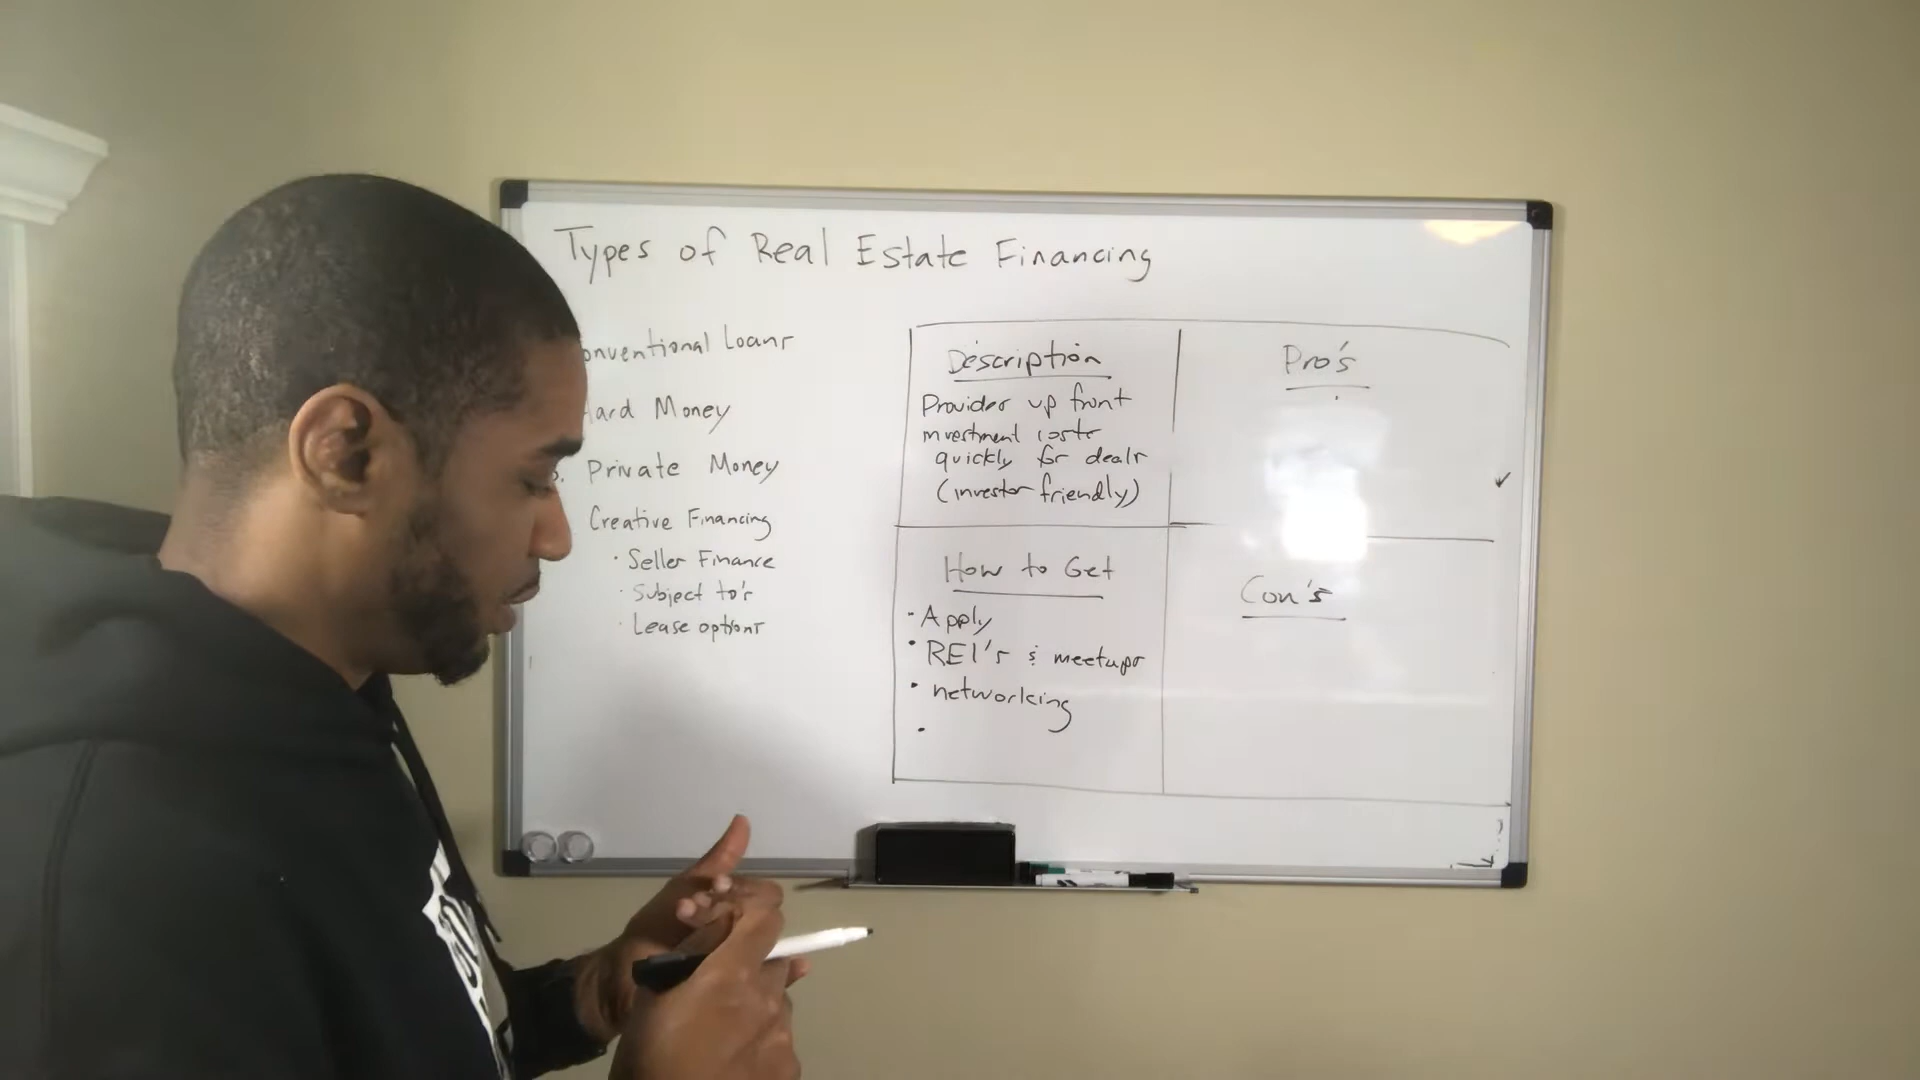 Types of Real Estate Financing
onventional Loans
Hard Money
3. Private Money
Creative Financing
• Seller Finance
• Subject to's
• Lease options
Description
Provides up front
investment costs
quickly for deals
(investor friendly)
How to Get
• Apply
• REI's & meetups
• networking
•
Pro's
Con's